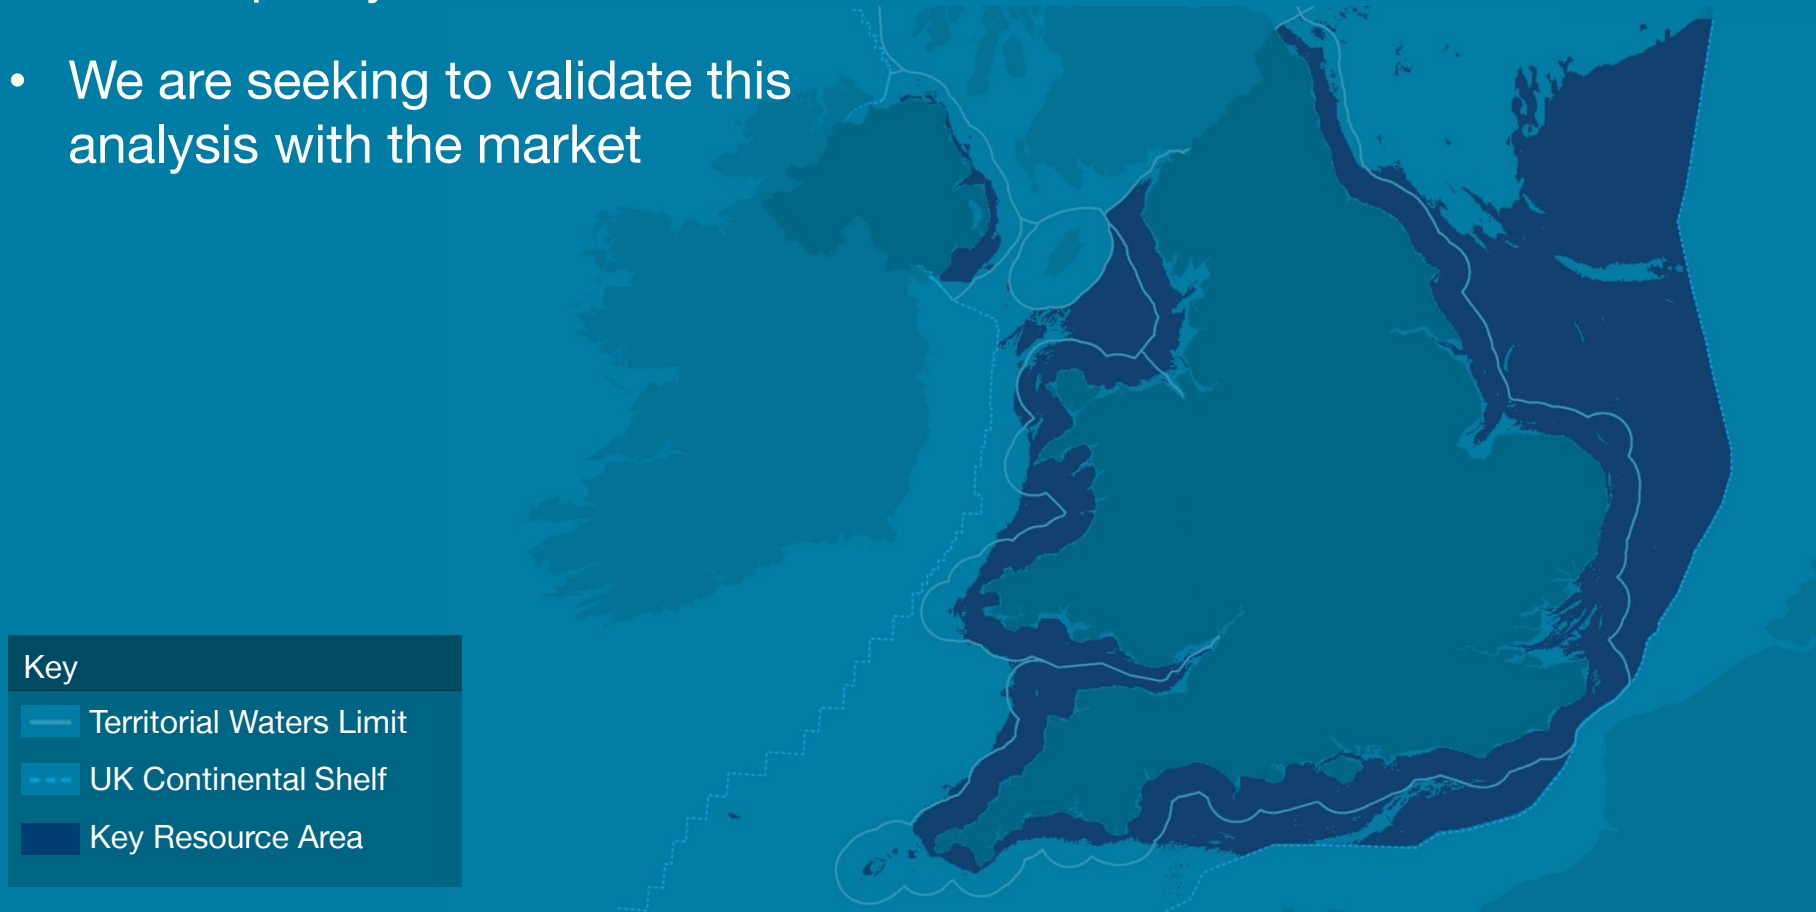 • We are seeking to validate this
analysis with the market
Key
Territorial Waters Limit
UK Continental Shelf
Key Resource Area